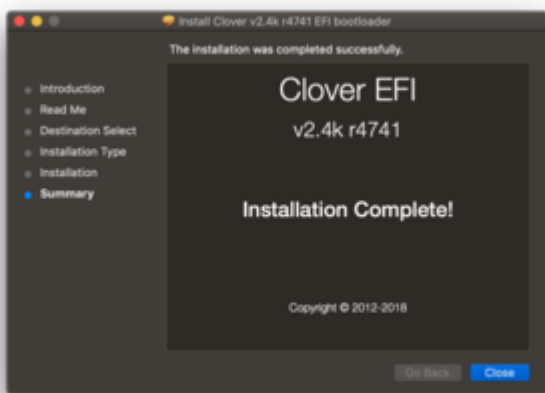 Install Clover v2.4k r4741 EFI bootloader
The installation was completed successfully.
Introduction
Read Me
Destination Select
Installation Type
Installation
Summary
Clover EFI
v2.4k r4741
Installation Complete!
Copyright © 2012-2018
Go Back
Close